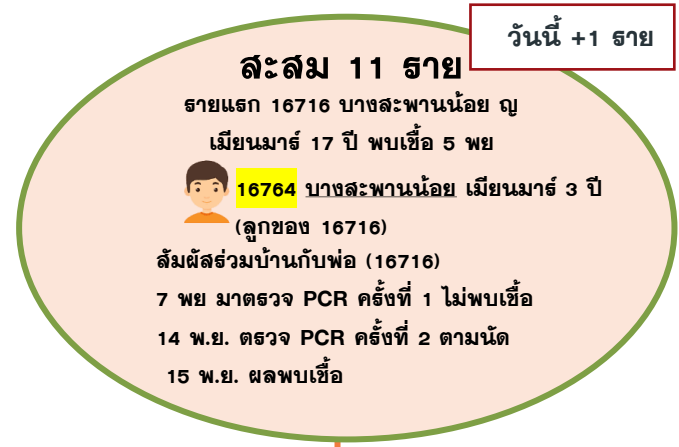 วันนี้ +1 ราย
สะสม 11 ราย
รายแรก 16716 บางสะพานน้อย ญ
เมียนมาร์ 17 ปี พบเชื้อ 5 พย
16764 บางสะพานน้อย เมียนมาร์ 3 ปี
(ลูกของ 16716)
สัมผัสร่วมบ้านกับพ่อ (16716)
7 พย มาตรวจ PCR ครั้งที่ 1 ไม่พบเชื้อ
14 พ.ย. ตรวจ PCR ครั้งที่ 2 ตามนัด
15 พ.ย. ผลพบเชื้อ